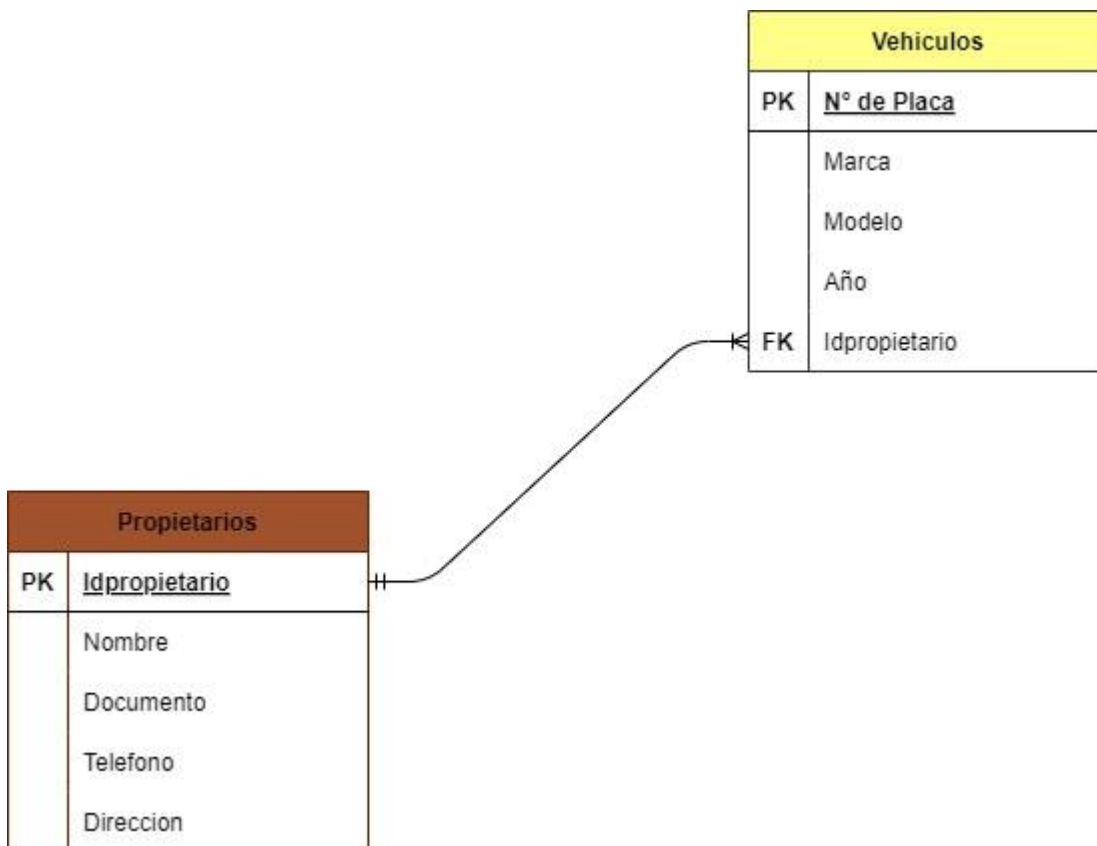 Vehiculos
PK N° de Placa
Marca
Modelo
Año
FK Idpropietario
Propietarios
PK Idpropietario
Nombre
Documento
Telefono
Direccion